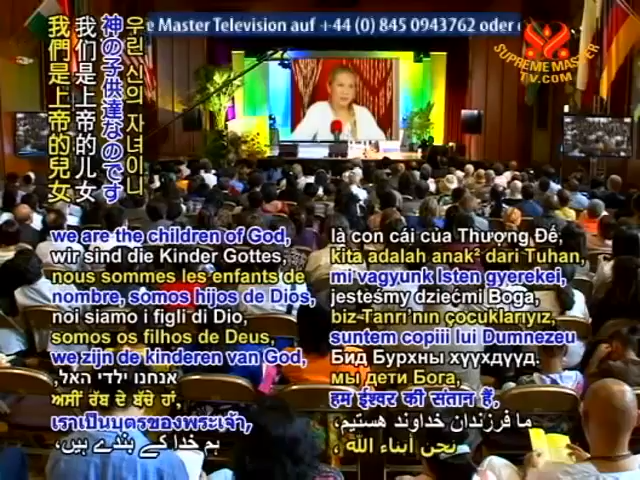 e Master Television auf +44 (0) 845 0943762 oder
SUPREME MASTER
TV.COM
우린 신의 자녀이니
神の子供達なのです
我们是上帝的儿女
我們是上帝的兒女
we are the children of God,
wir sind die Kinder Gottes,
nous sommes les enfants de
nombre, somos hijos de Dios,
noi siamo i figli di Dio,
somos os filhos de Deus,
we zijn de kinderen van God,
אנחנו ילדי האל,
ਅਸੀਂ ਰੱਬ ਦੇ ਬੱਚੇ ਹਾਂ,
เราเป็นบุตรของพระเจ้า,
ہم خدا کے بندے ہیں،
là con cái của Thượng Đế,
kita adalah anak² dari Tuhan,
mi vagyunk Isten gyerekei,
jesteśmy dziećmi Boga,
biz Tanrı'nın çocuklarıyız,
suntem copiii lui Dumnezeu
Бид Бурхны хүүхдүүд.
мы дети Бога,
हम ईश्वर की संतान हैं,
ما فرزندان خداوند هستیم،
نحن أبناء الله ،